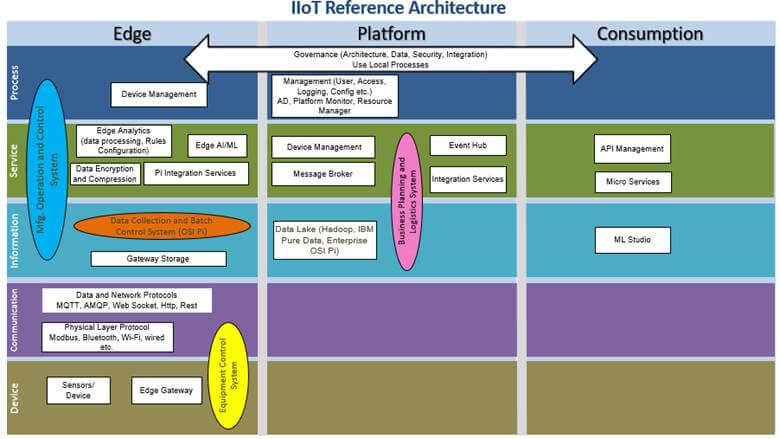 IIoT Reference Architecture
Edge
Platform
Consumption
Governance (Architecture, Data, Security, Integration)
Use Local Processes
Process
Device Management
Management (User, Access,
Logging, Config etc.)
AD, Platform Monitor, Resource
Manager
Mfg. Operation and Control
System
Service
Edge Analytics
(data processing, Rules
Configuration)
Edge AI/ML
Data Encryption
and Compression
Pi Integration Services
Device Management
Message Broker
Business Planning and
Logistics System
Event Hub
Integration Services
API Management
Micro Services
Information
Data Collection and Batch
Control System (OSI Pi)
Gateway Storage
Data Lake (Hadoop, IBM
Pure Data, Enterprise
OSI Pi)
ML Studio
Communication
Data and Network Protocols
MQTT, AMQP, Web Socket, Http, Rest
Physical Layer Protocol
Modbus, Bluetooth, Wi-Fi, wired
etc.
Device
Sensors/
Device
Edge Gateway
Equipment Control
System